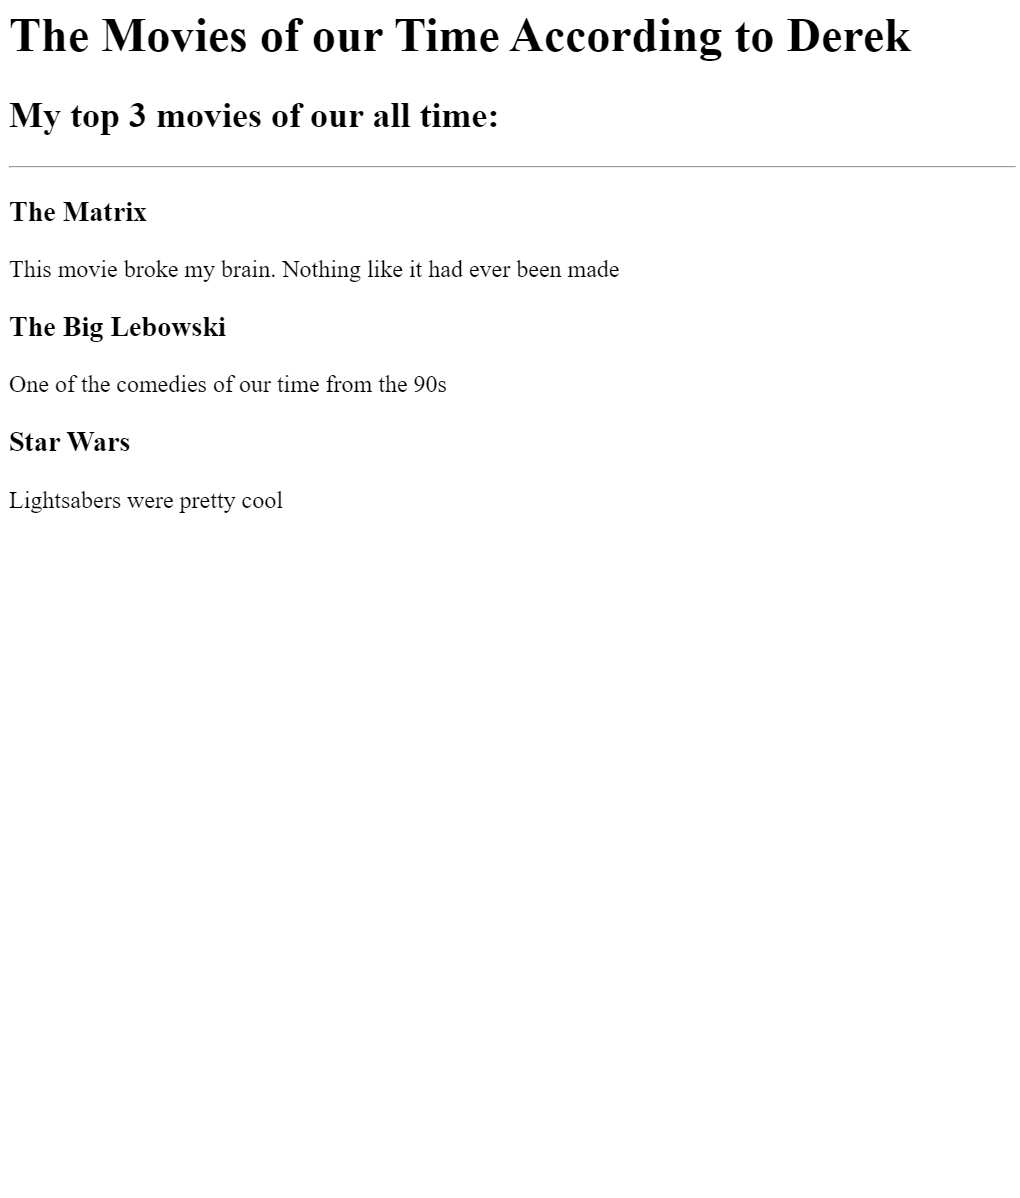 The Movies of our Time According to Derek
My top 3 movies of our all time:
The Matrix
This movie broke my brain. Nothing like it had ever been made
The Big Lebowski
One of the comedies of our time from the 90s
Star Wars
Lightsabers were pretty cool